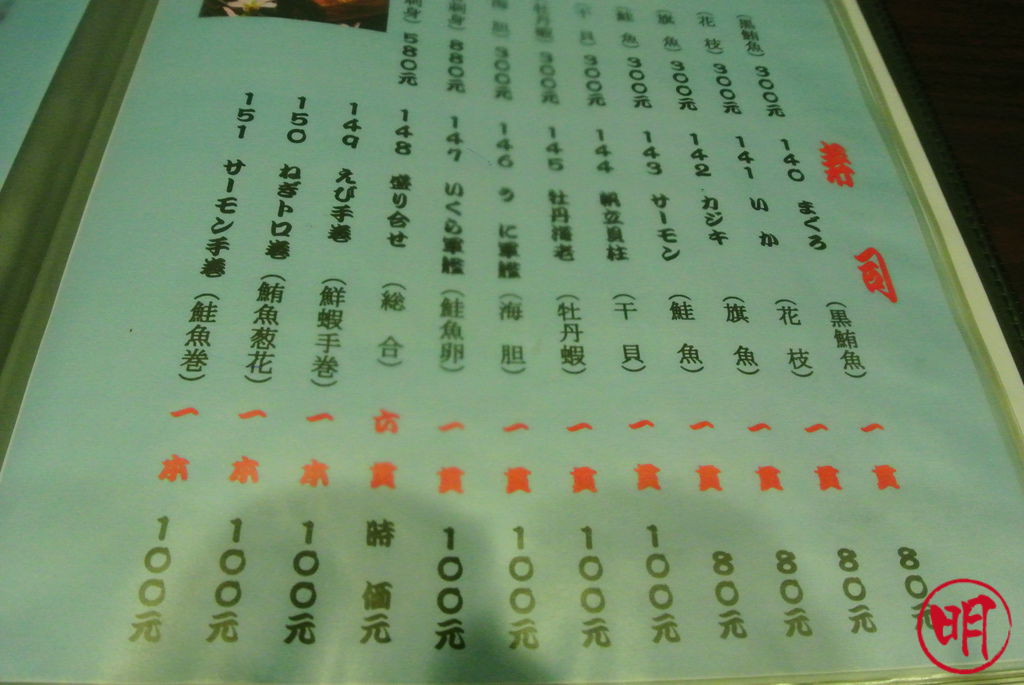 (黒鮪魚) 300元
(花枝) 300元
(旗魚) 300元
(鮭魚) 300元
(干貝) 300元
(牡丹蝦) 300元
300元
刺身 880元
刺身 580元
寿司
140 まぐろ (黒鮪魚) 一貫 80元
141 いか (花枝) 一貫 80元
142 カジキ (旗魚) 一貫 80元
143 サーモン (鮭魚) 一貫 80元
144 帆立貝柱 (干貝) 一貫 100元
145 牡丹海老 (牡丹蝦) 一貫 100元
146 うに軍艦 (海胆) 一貫 100元
147 いくら軍艦 (鮭魚卵) 一貫 100元
148 盛り合せ (総合) 六貫 時価元
149 えび手巻 (鮮蝦手巻) 一本 100元
150 ねぎトロ巻 (鮪魚葱花) 一本 100元
151 サーモン手巻 (鮭魚巻) 一本 100元
明